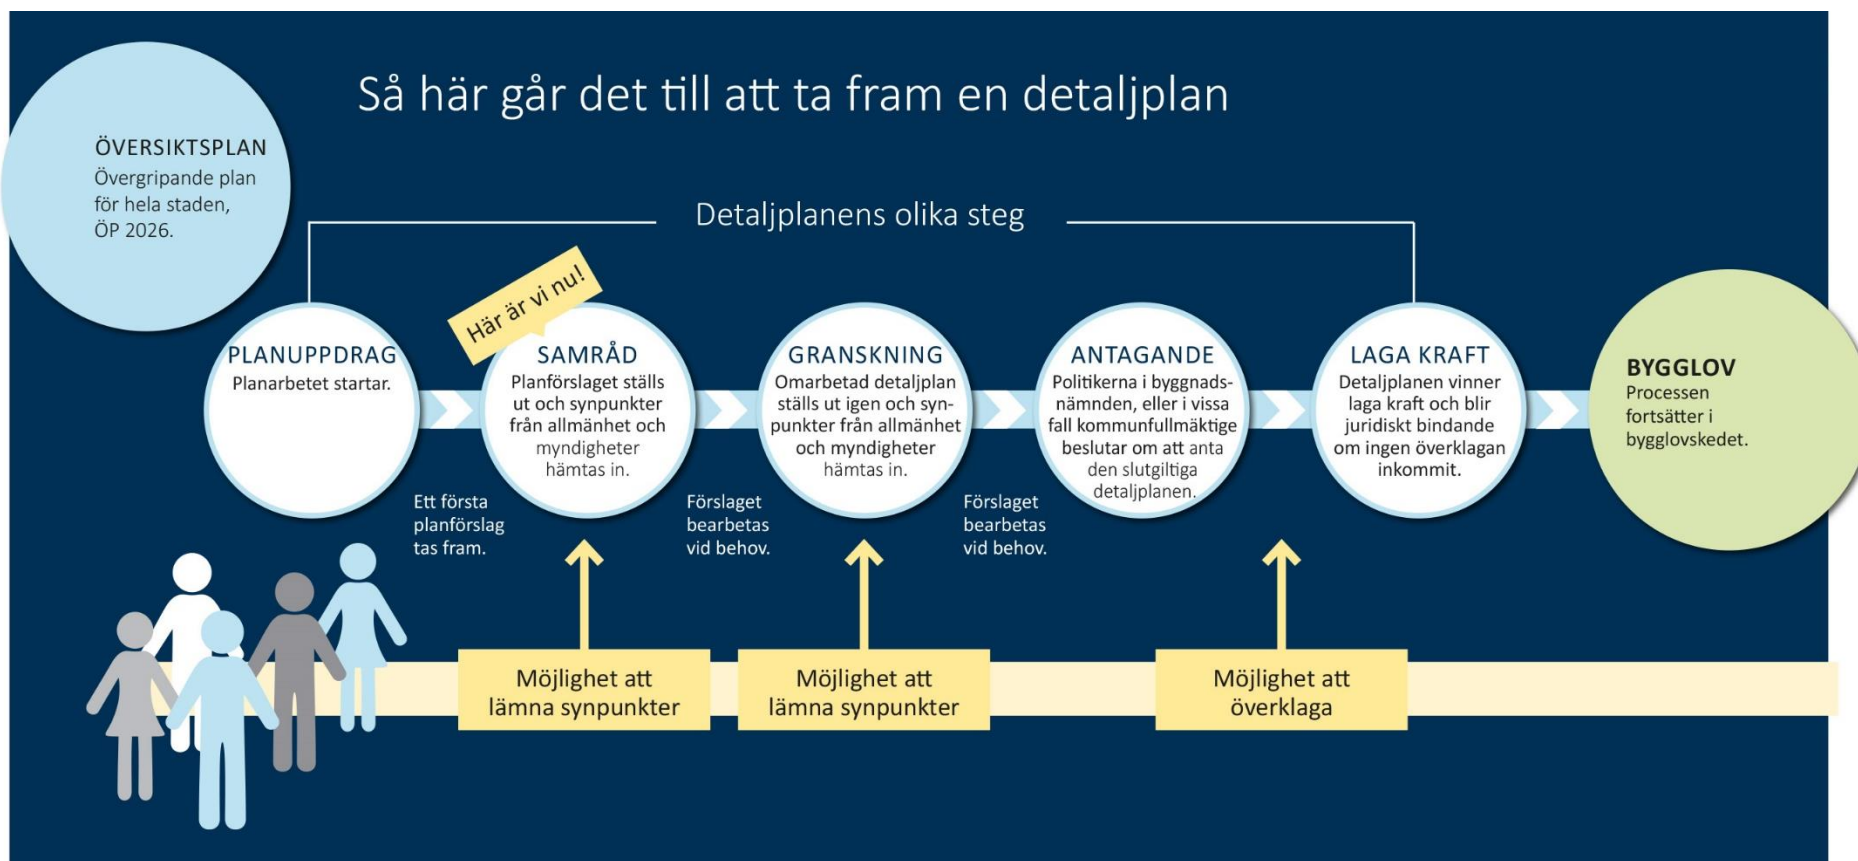 Så här går det till att ta fram en detaljplan
ÖVERSIKTSPLAN
Övergripande plan
för hela staden,
ÖP 2026.
Detaljplanens olika steg
Här är vi nu!
PLANUPPDRAG
Planarbetet startar.
Ett första
planförslag
tas fram.
SAMRÅD
Planförslaget ställs
ut och synpunkter
från allmänhet och
myndigheter
hämtas in.
Förslaget
bearbetas
vid behov.
GRANSKNING
Omarbetad detaljplan
ställs ut igen och syn-
punkter från allmänhet
och myndigheter
hämtas in.
Förslaget
bearbetas
vid behov.
ANTAGANDE
Politikerna i byggnads-
nämnden, eller i vissa
fall kommunfullmäktige
beslutar om att anta
den slutgiltiga
detaljplanen.
LAGA KRAFT
Detaljplanen vinner
laga kraft och blir
juridiskt bindande
om ingen överklagan
inkommit.
BYGGLOV
Processen
fortsätter i
bygglovskedet.
Möjlighet att
lämna synpunkter
Möjlighet att
lämna synpunkter
Möjlighet att
överklaga